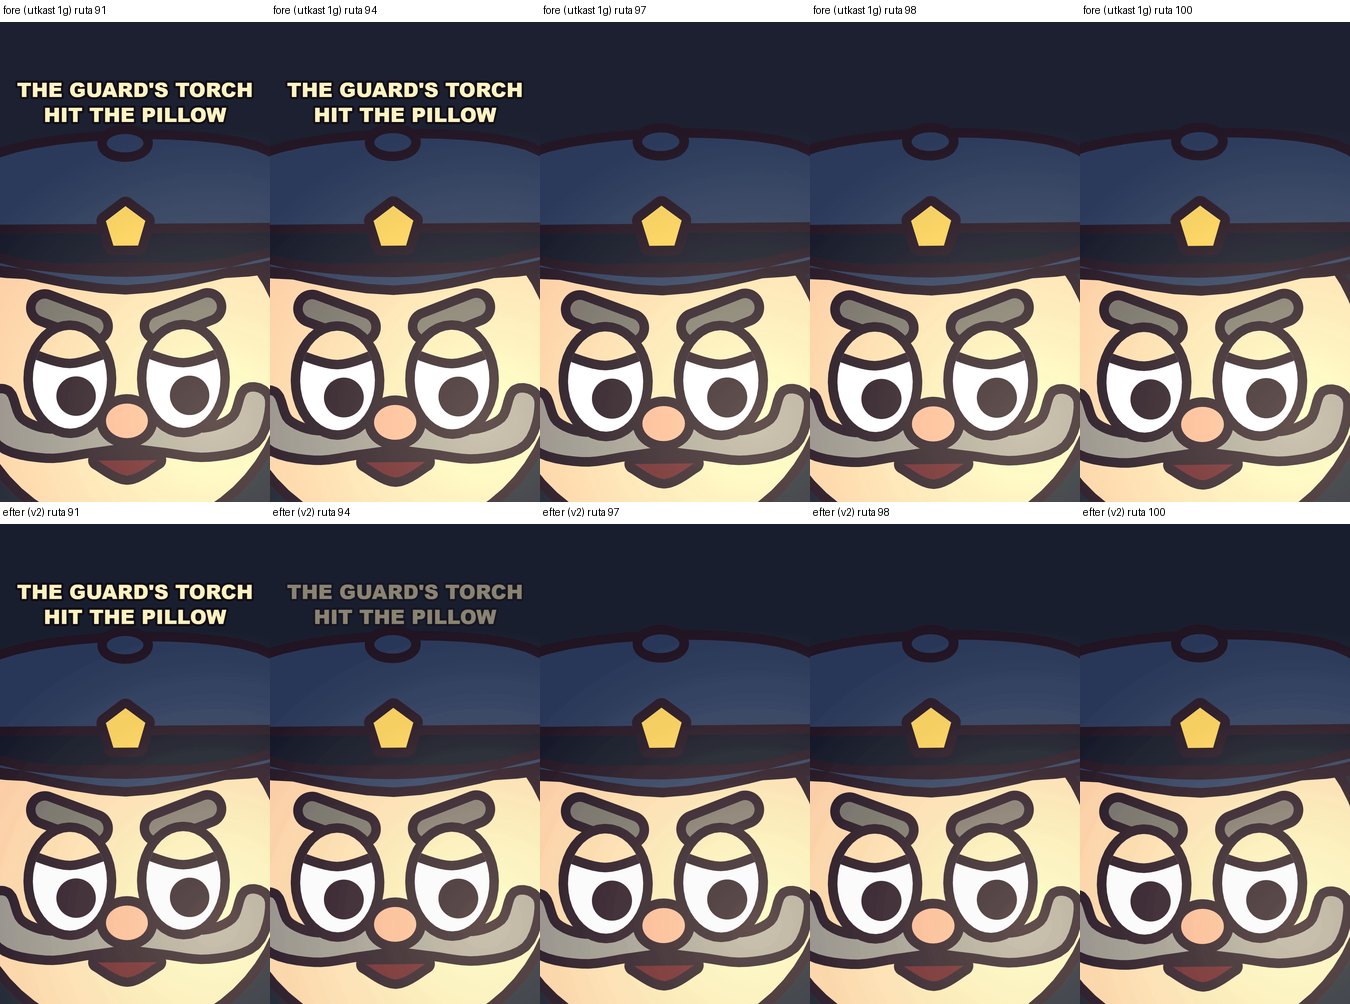 fore (utkast 1g) ruta 91
fore (utkast 1g) ruta 94
fore (utkast 1g) ruta 97
fore (utkast 1g) ruta 98
fore (utkast 1g) ruta 100
THE GUARD'S TORCH
HIT THE PILLOW
THE GUARD'S TORCH
HIT THE PILLOW
efter (v2) ruta 91
efter (v2) ruta 94
efter (v2) ruta 97
efter (v2) ruta 98
efter (v2) ruta 100
THE GUARD'S TORCH
HIT THE PILLOW
THE GUARD'S TORCH
HIT THE PILLOW